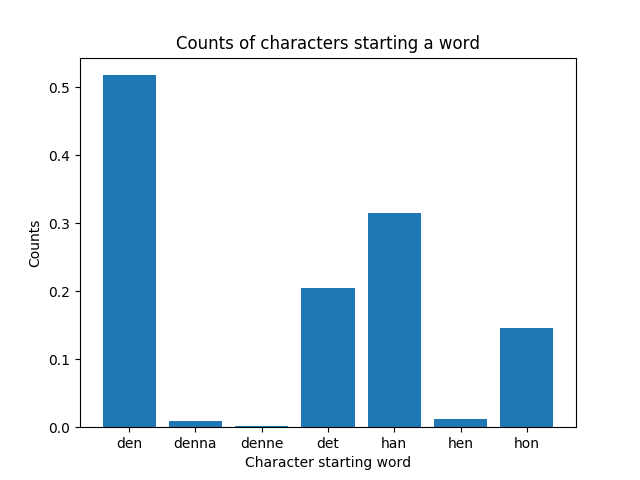 Counts of characters starting a word
Counts
0.5
0.4
0.3
0.2
0.1
0.0
den denna denne det han hen hon
Character starting word